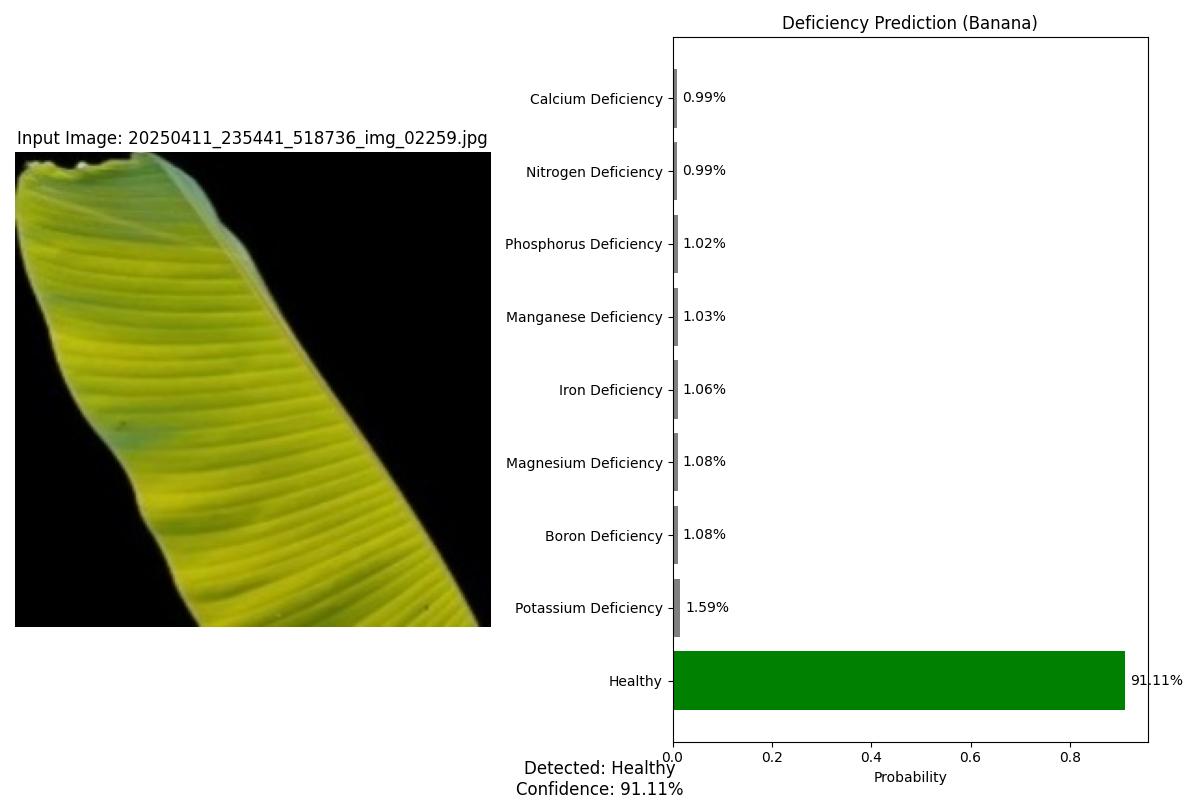 Deficiency Prediction (Banana)
Input Image: 20250411_235441_518736_img_02259.jpg
Calcium Deficiency 0.99%
Nitrogen Deficiency 0.99%
Phosphorus Deficiency 1.02%
Manganese Deficiency 1.03%
Iron Deficiency 1.06%
Magnesium Deficiency 1.08%
Boron Deficiency 1.08%
Potassium Deficiency 1.59%
Healthy 91.11%
0.0 0.2 0.4 0.6 0.8
Probability
Detected: Healthy
Confidence: 91.11%